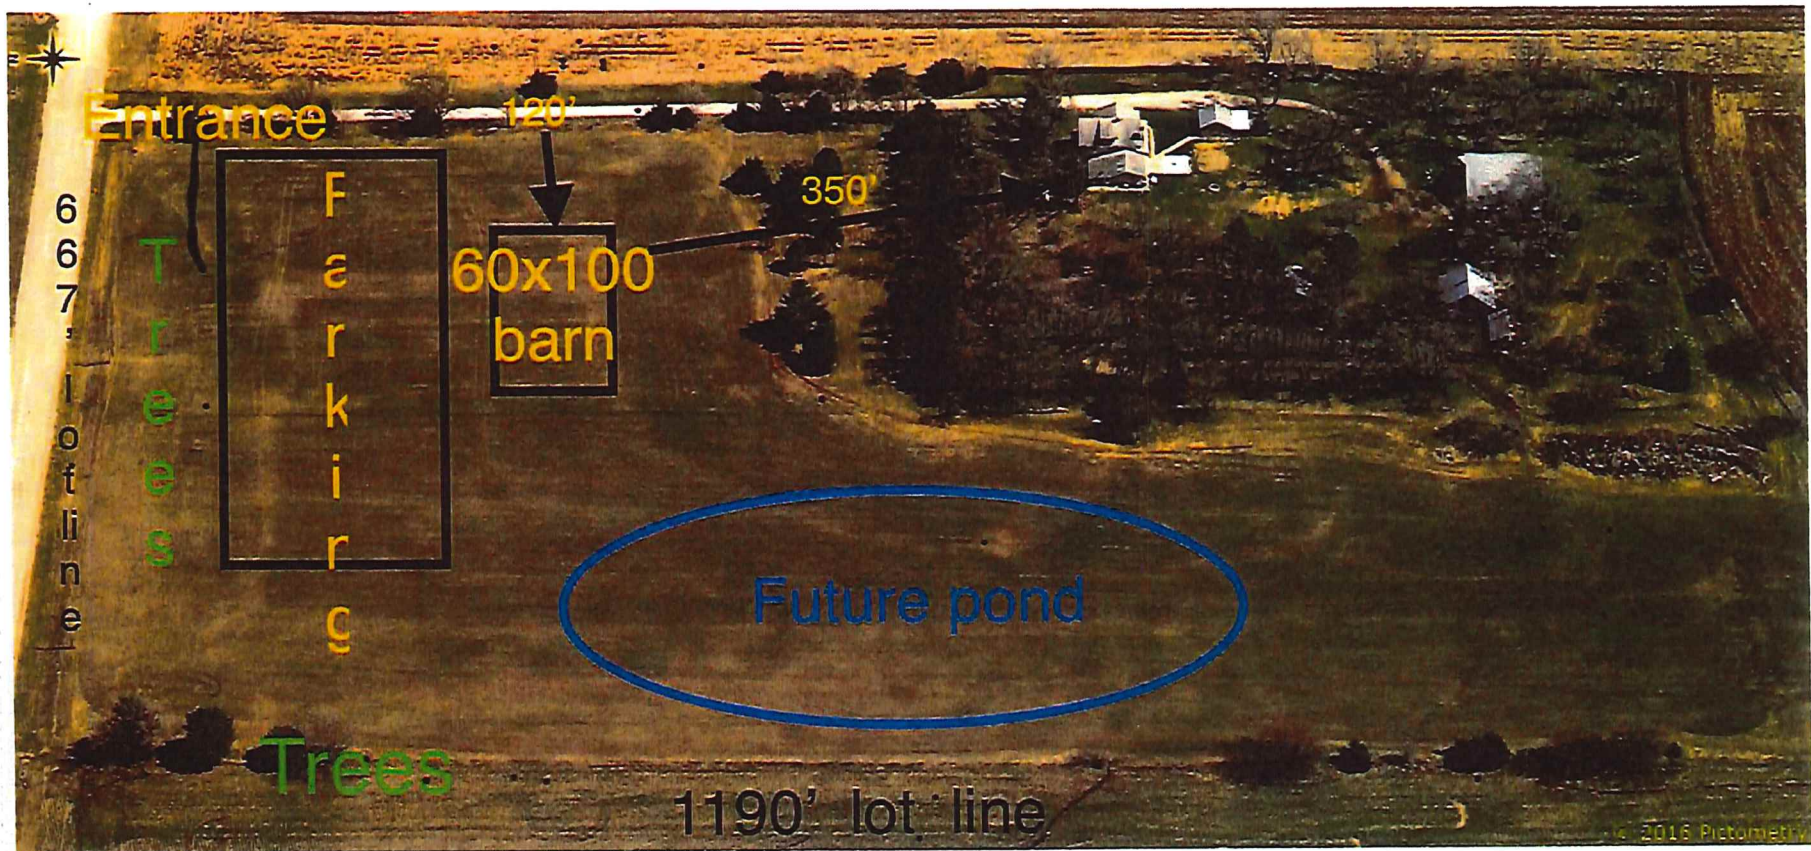 Entrance
120'
350'
667' lot line
Trees
Parking
60x100
barn
Future pond
Trees
1190' lot line
© 2016 Pictometry